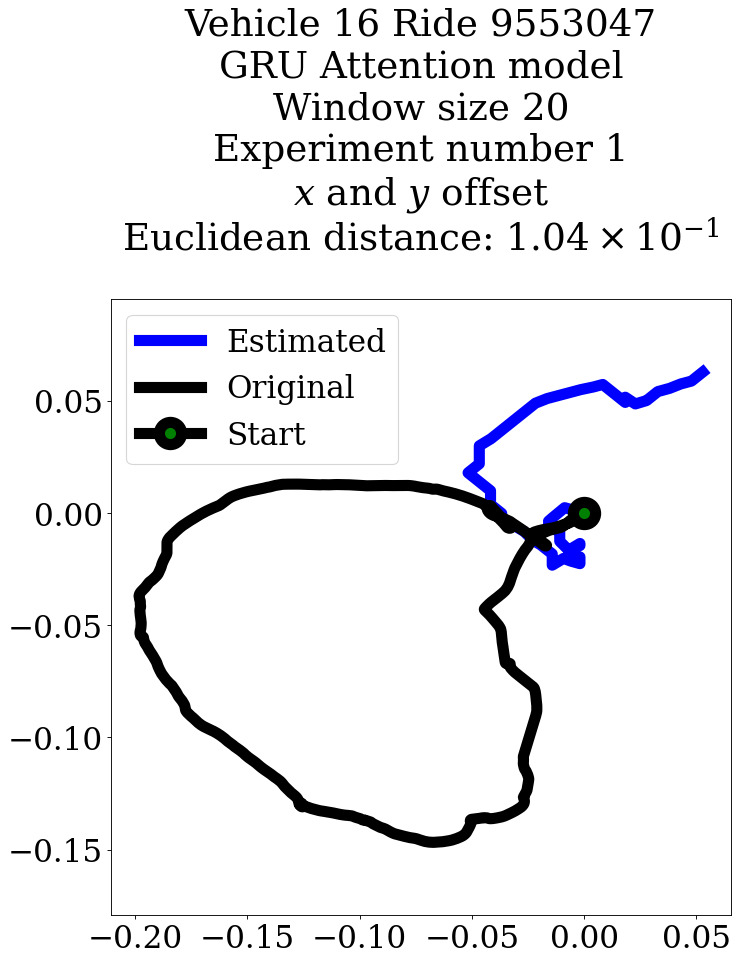 Vehicle 16 Ride 9553047
GRU Attention model
Window size 20
Experiment number 1
x and y offset
Euclidean distance: 1.04 × 10⁻¹
Estimated
Original
Start
0.05
0.00
−0.05
−0.10
−0.15
−0.20 −0.15 −0.10 −0.05 0.00 0.05